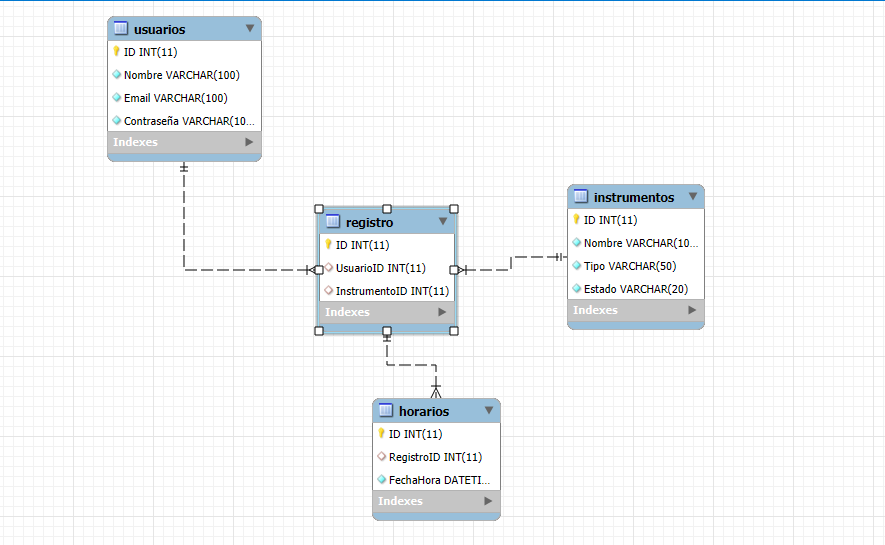 usuarios
ID INT(11)
Nombre VARCHAR(100)
Email VARCHAR(100)
Contraseña VARCHAR(10...
Indexes
registro
ID INT(11)
UsuarioID INT(11)
InstrumentoID INT(11)
Indexes
instrumentos
ID INT(11)
Nombre VARCHAR(10...
Tipo VARCHAR(50)
Estado VARCHAR(20)
Indexes
horarios
ID INT(11)
RegistroID INT(11)
FechaHora DATETI...
Indexes